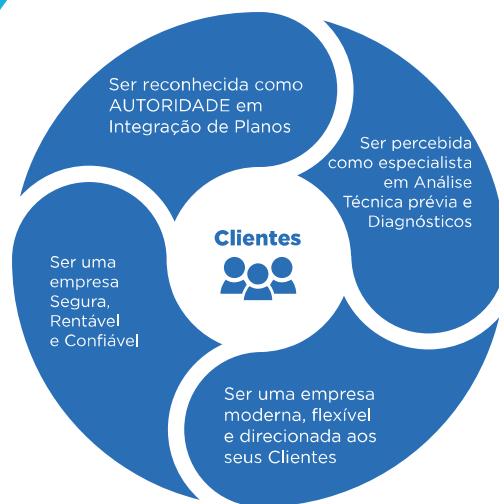 Ser reconhecida como
AUTORIDADE em
Integração de Planos
Ser percebida
como especialista
em Análise
Técnica prévia e
Diagnósticos
Clientes
Ser uma
empresa
Segura,
Rentável
e Confiável
Ser uma empresa
moderna, flexível
e direcionada aos
seus Clientes